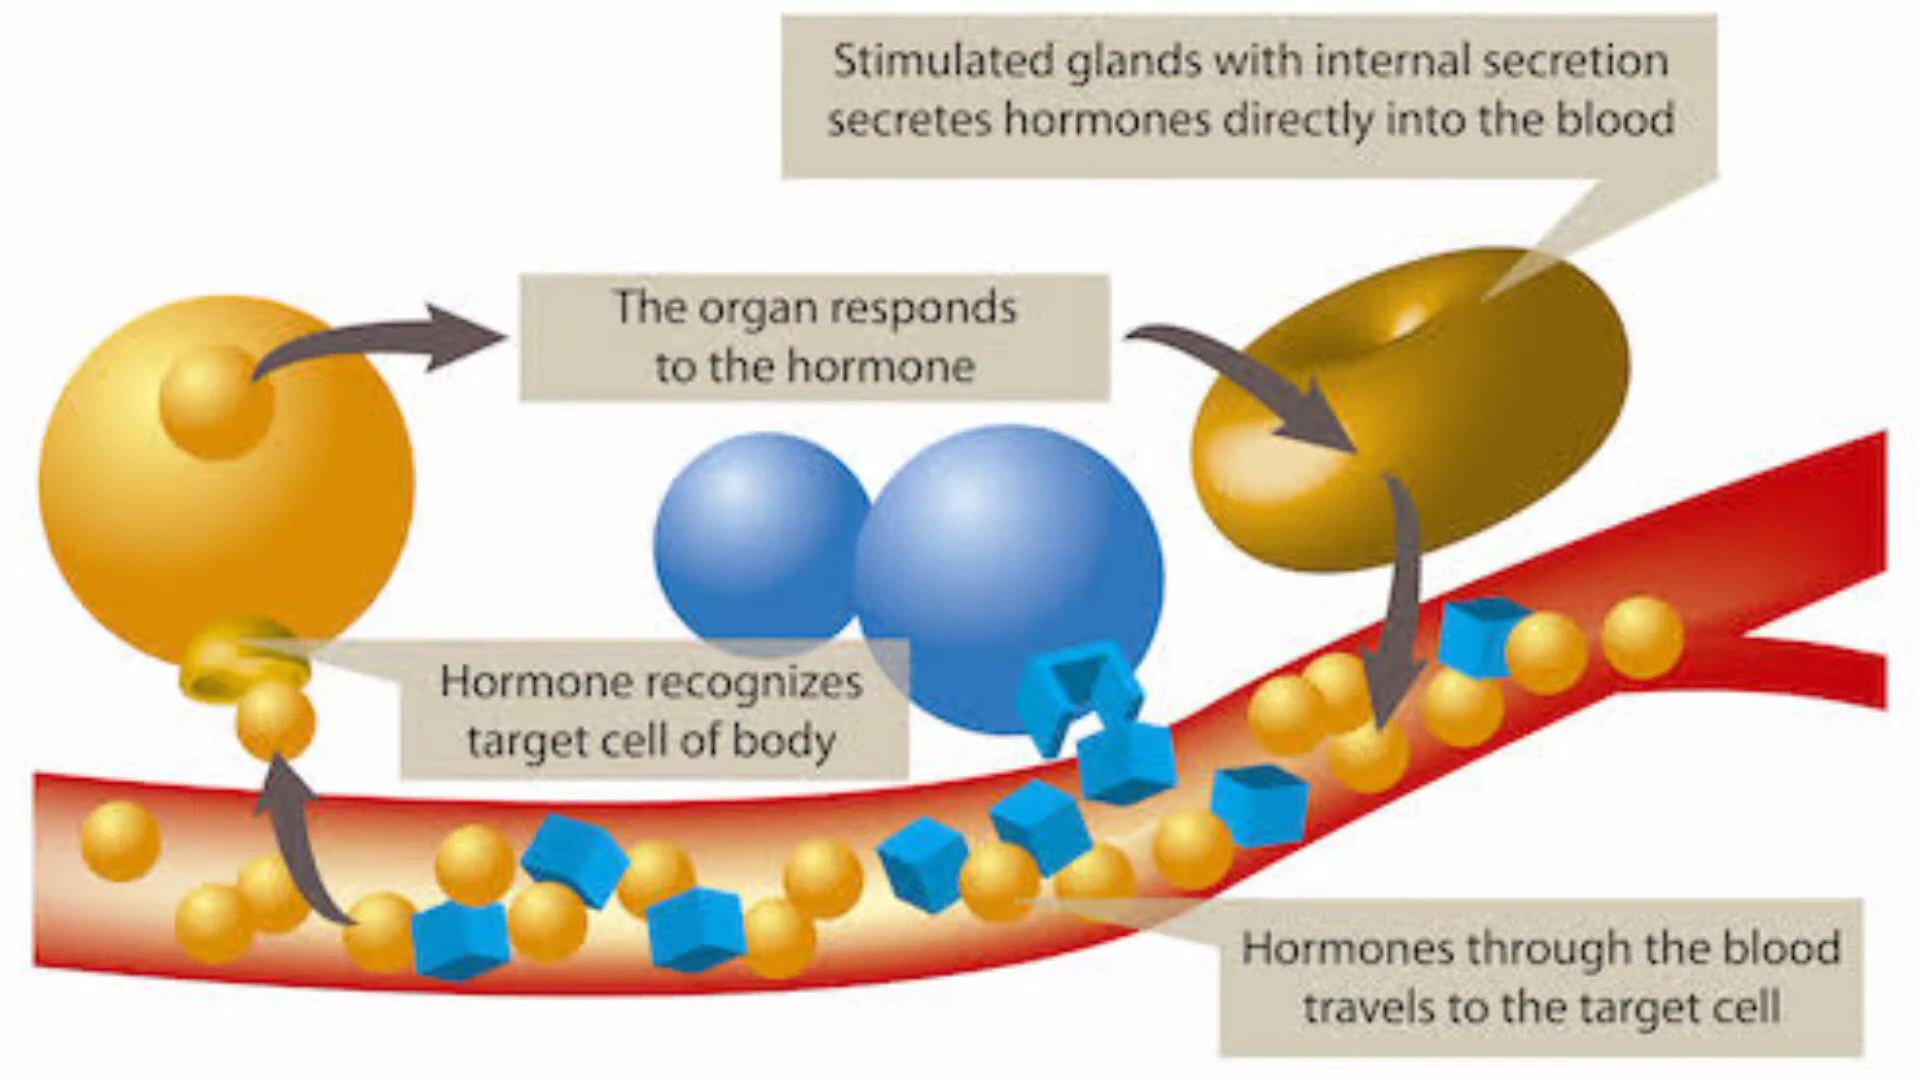 Stimulated glands with internal secretion
secretes hormones directly into the blood
The organ responds
to the hormone
Hormone recognizes
target cell of body
Hormones through the blood
travels to the target cell